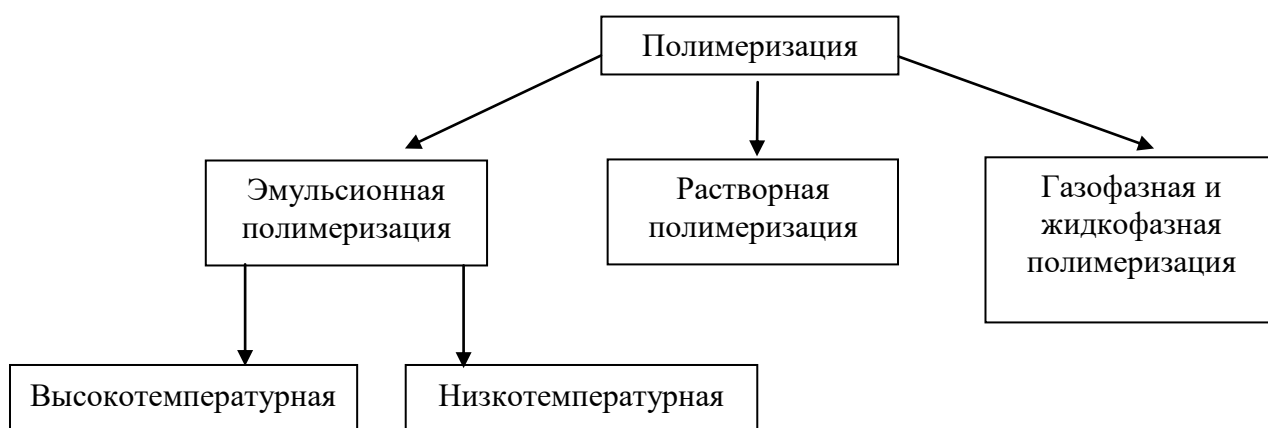 Полимеризация
Эмульсионная
полимеризация
Растворная
полимеризация
Газофазная и
жидкофазная
полимеризация
Высокотемпературная
Низкотемпературная